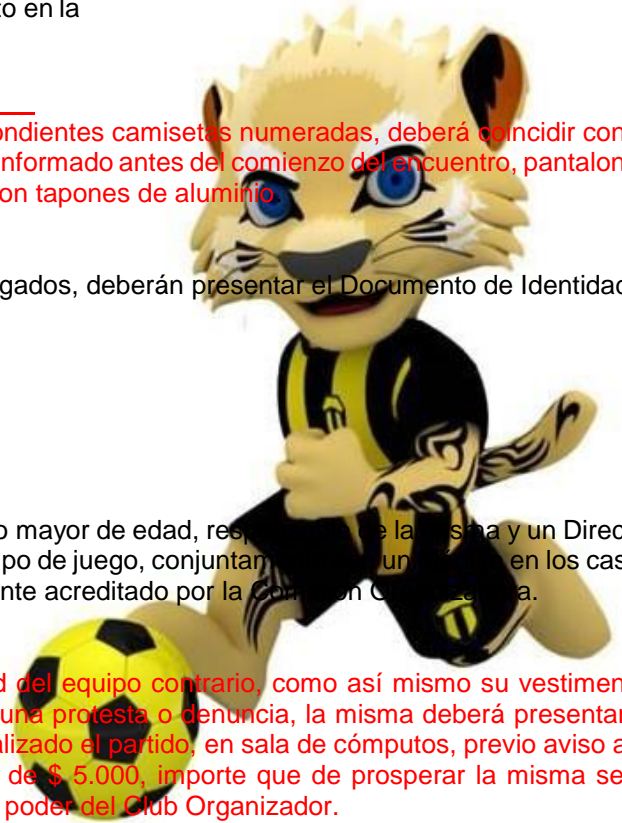 o en la
ondientes camisetas numeradas, deberá coincidir con
informado antes del comienzo del encuentro, pantalon
on tapones de aluminio.
gados, deberán presentar el Documento de Identidad
o mayor de edad, de la y un Direc
po de juego, en los cas
nte acreditado por la
d del equipo contrario, como así mismo su vestimen
una protesta o denuncia, la misma deberá presentar
alizado el partido, en sala de cómputos, previo aviso a
de $ 5.000, importe que de prosperar la misma se
poder del Club Organizador.